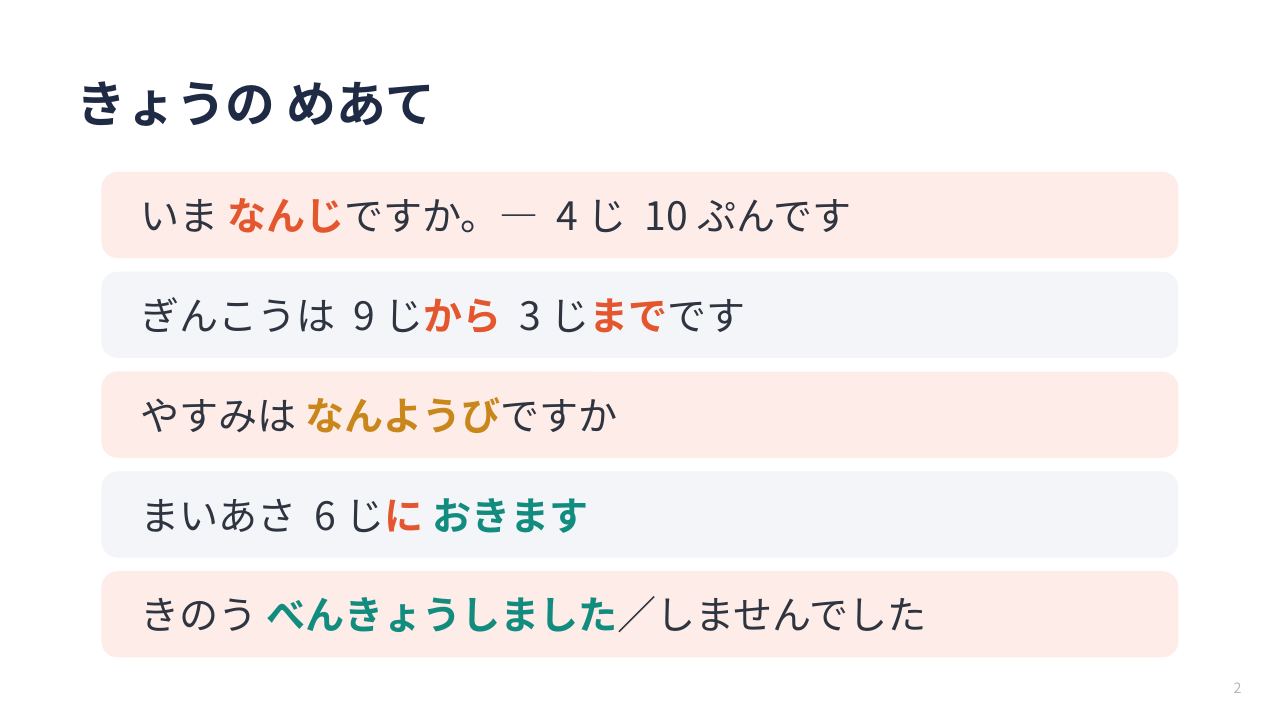 きょうの めあて
いま なんじですか。― 4 じ 10 ぷんです
ぎんこうは 9 じから 3 じまでです
やすみは なんようびですか
まいあさ 6 じに おきます
きのう べんきょうしました／しませんでした
2